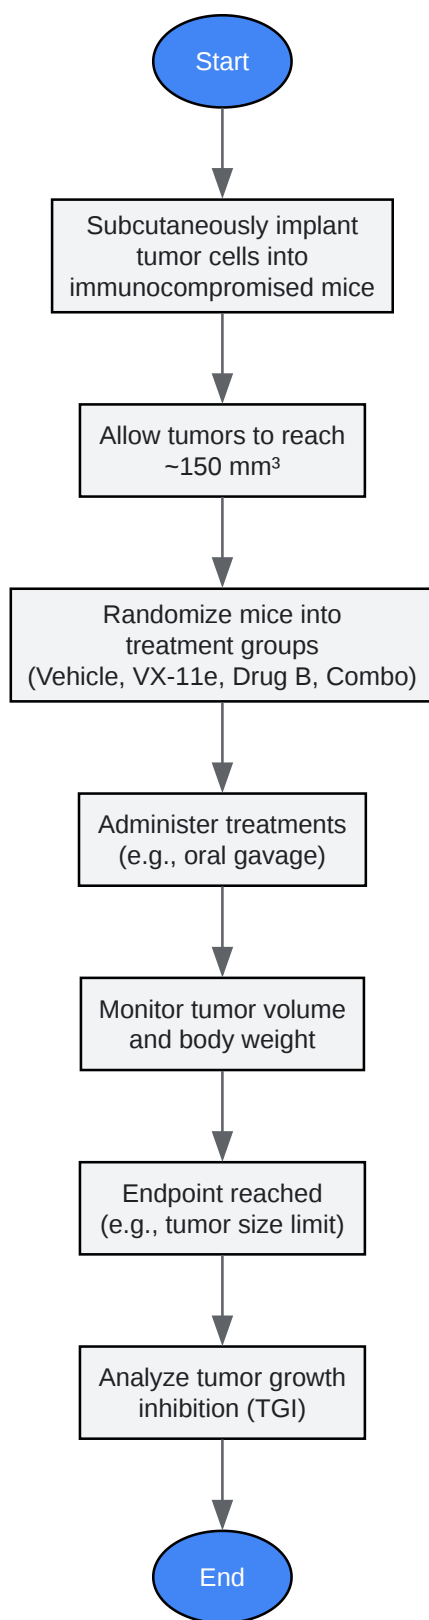 Start
Subcutaneously implant
tumor cells into
immunocompromised mice
Allow tumors to reach
~150 mm³
Randomize mice into
treatment groups
(Vehicle, VX-11e, Drug B, Combo)
Administer treatments
(e.g., oral gavage)
Monitor tumor volume
and body weight
Endpoint reached
(e.g., tumor size limit)
Analyze tumor growth
inhibition (TGI)
End